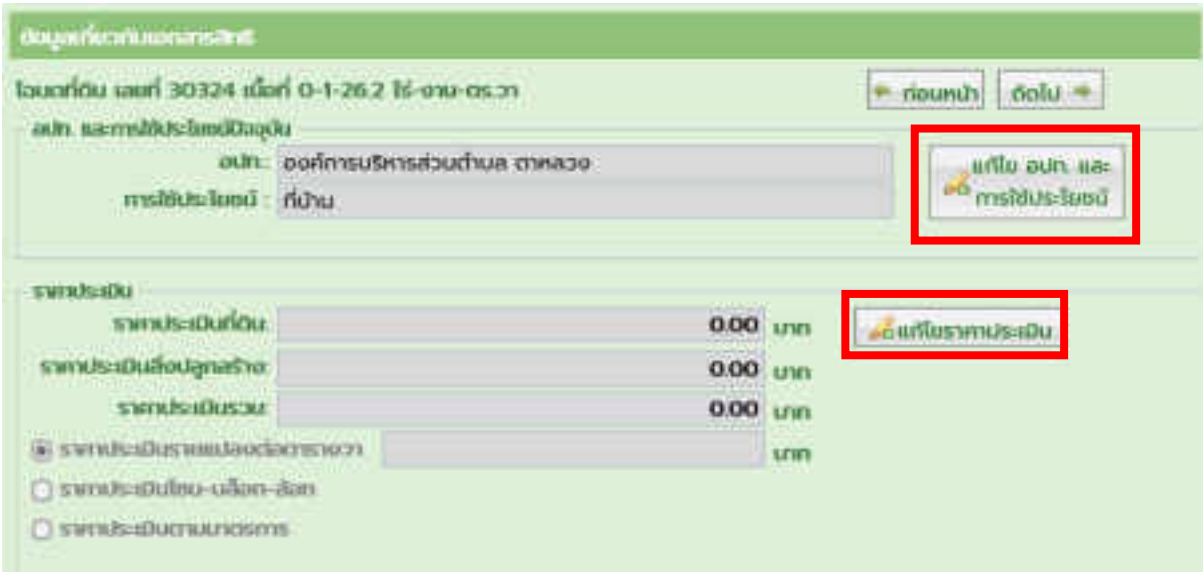 ข้อมูลเกี่ยวกับเอกสารสิทธิ
โฉนดที่ดิน เลขที่ 30324 เนื้อที่ 0-1-26.2 ไร่-งาน-ตร.วา
ก่อนหน้า
ถัดไป
อปท. และการใช้ประโยชน์ปัจจุบัน
อปท.: องค์การบริหารส่วนตำบล ตาหลวง
การใช้ประโยชน์ : ที่บ้าน
แก้ไข อปท. และ
การใช้ประโยชน์
ราคาประเมิน
ราคาประเมินที่ดิน: 0.00 บาท
แก้ไขราคาประเมิน
ราคาประเมินสิ่งปลูกสร้าง: 0.00 บาท
ราคาประเมินรวม: 0.00 บาท
ราคาประเมินรายแปลงต่อตารางวา บาท
ราคาประเมินโซน-บล็อก-ล็อท
ราคาประเมินตามมาตรการ